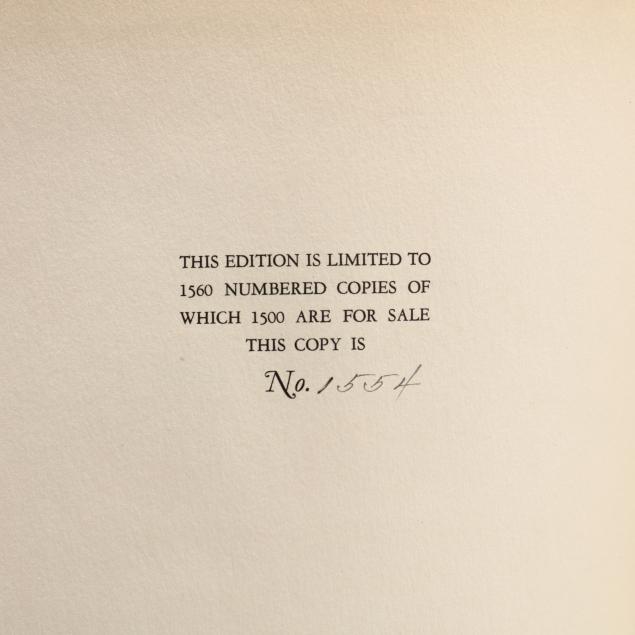 THIS EDITION IS LIMITED TO
1560 NUMBERED COPIES OF
WHICH 1500 ARE FOR SALE
THIS COPY IS
No. 1554